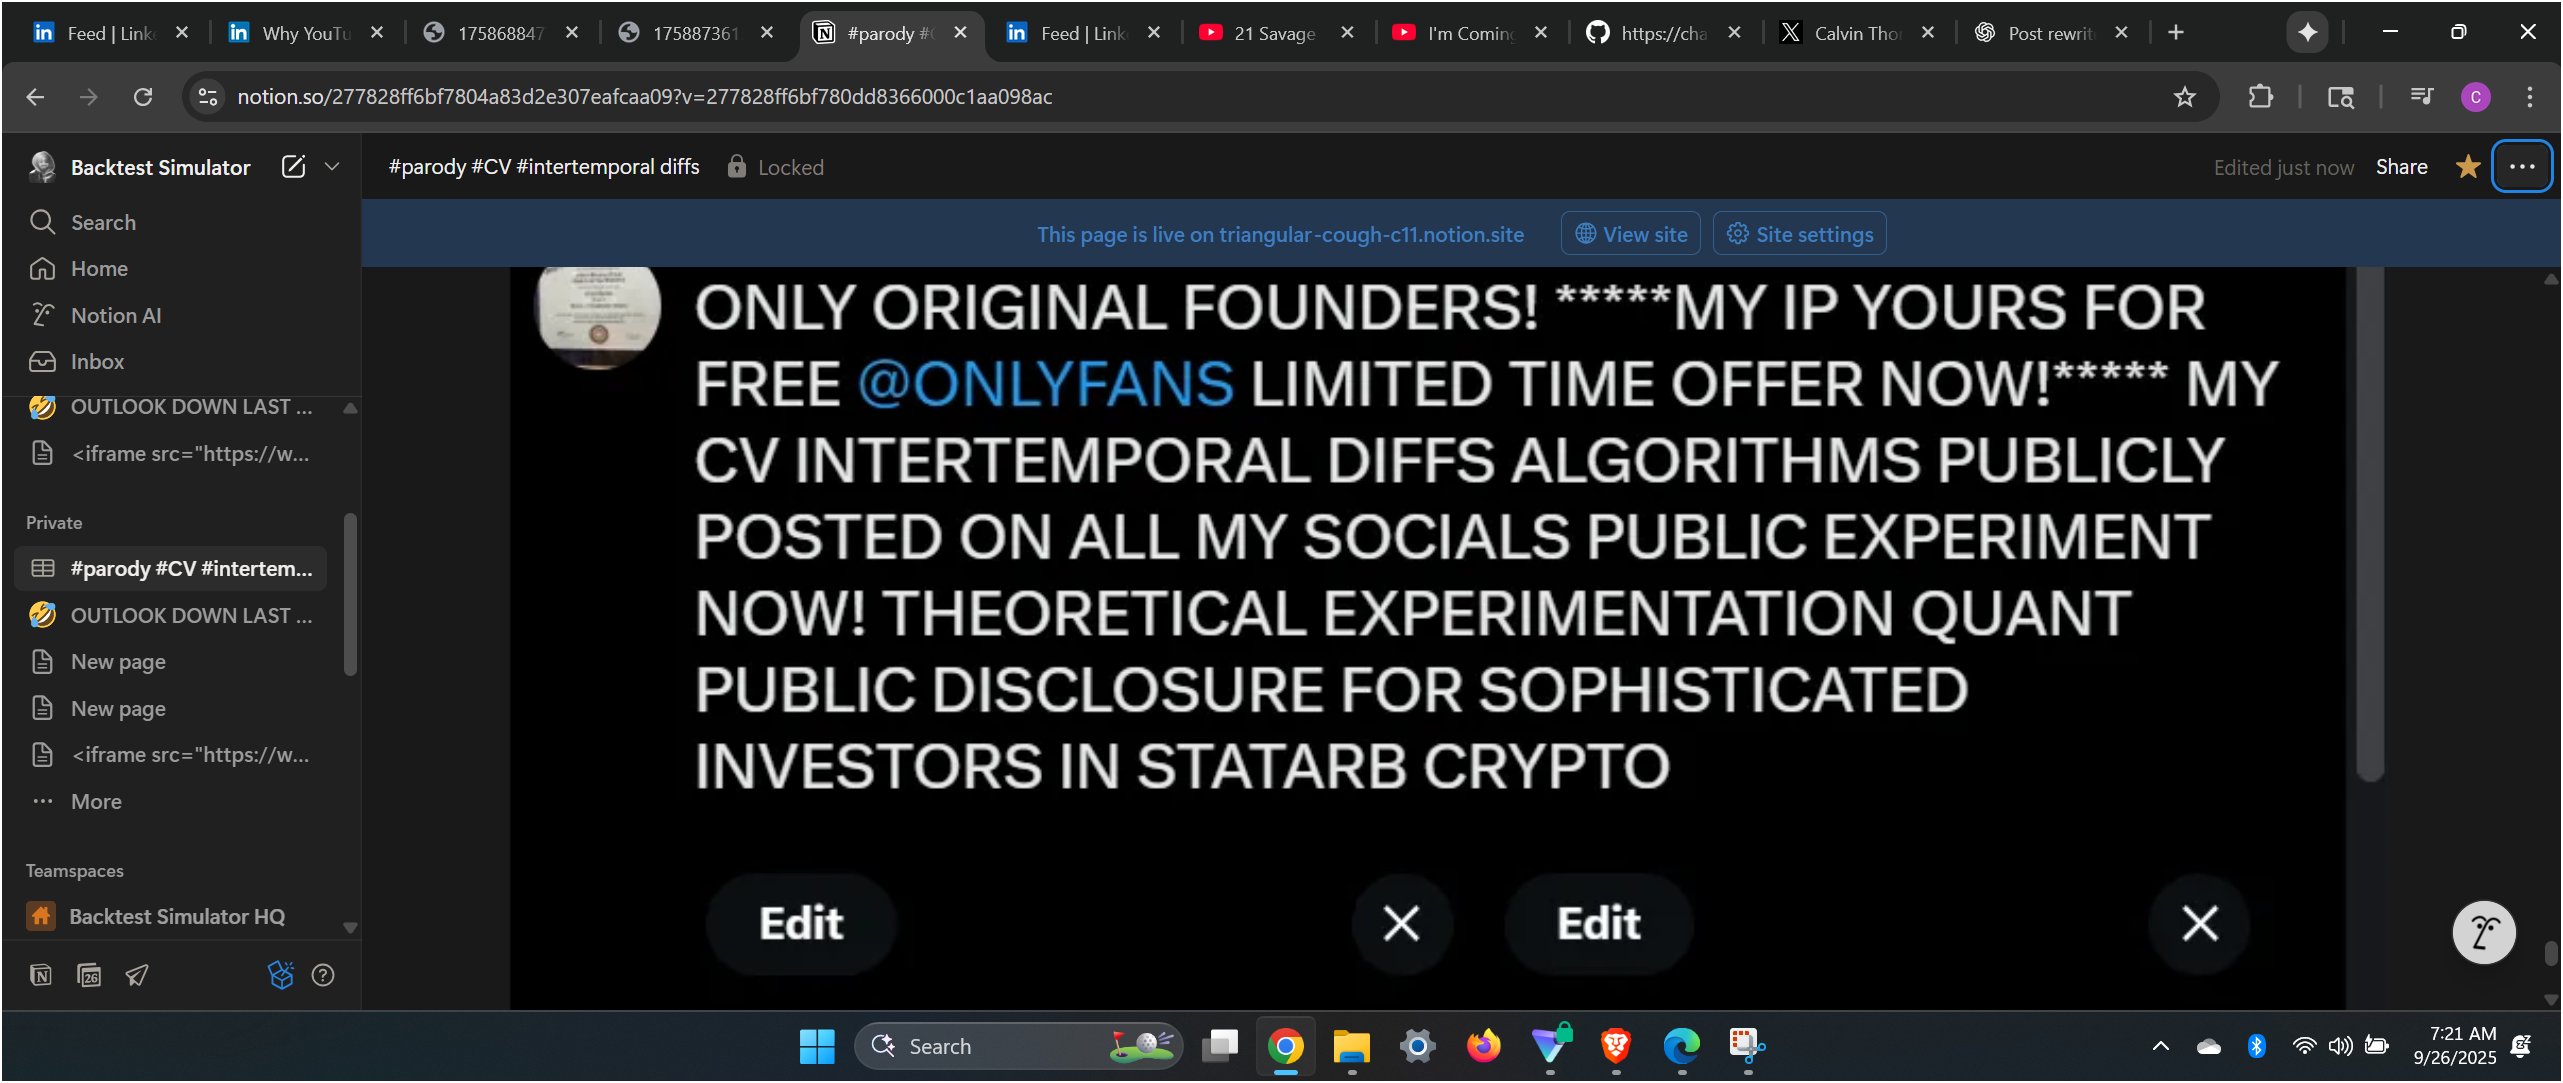 Feed | Link
Why YouTu
175868847
175887361
#parody #C
Feed | Link
21 Savage
I'm Coming
https://cha
Calvin Tho
Post rewrit
notion.so/277828ff6bf7804a83d2e307eafcaa09?v=277828ff6bf780dd8366000c1aa098ac
C
Backtest Simulator
#parody #CV #intertemporal diffs
Locked
Edited just now
Share
Search
Home
Notion AI
Inbox
OUTLOOK DOWN LAST ...
<iframe src="https://w...
Private
#parody #CV #intertem...
OUTLOOK DOWN LAST ...
New page
New page
<iframe src="https://w...
More
Teamspaces
Backtest Simulator HQ
26
This page is live on triangular-cough-c11.notion.site
View site
Site settings
ONLY ORIGINAL FOUNDERS! *****MY IP YOURS FOR
FREE @ONLYFANS LIMITED TIME OFFER NOW!***** MY
CV INTERTEMPORAL DIFFS ALGORITHMS PUBLICLY
POSTED ON ALL MY SOCIALS PUBLIC EXPERIMENT
NOW! THEORETICAL EXPERIMENTATION QUANT
PUBLIC DISCLOSURE FOR SOPHISTICATED
INVESTORS IN STATARB CRYPTO
Edit
Edit
Search
7:21 AM
9/26/2025